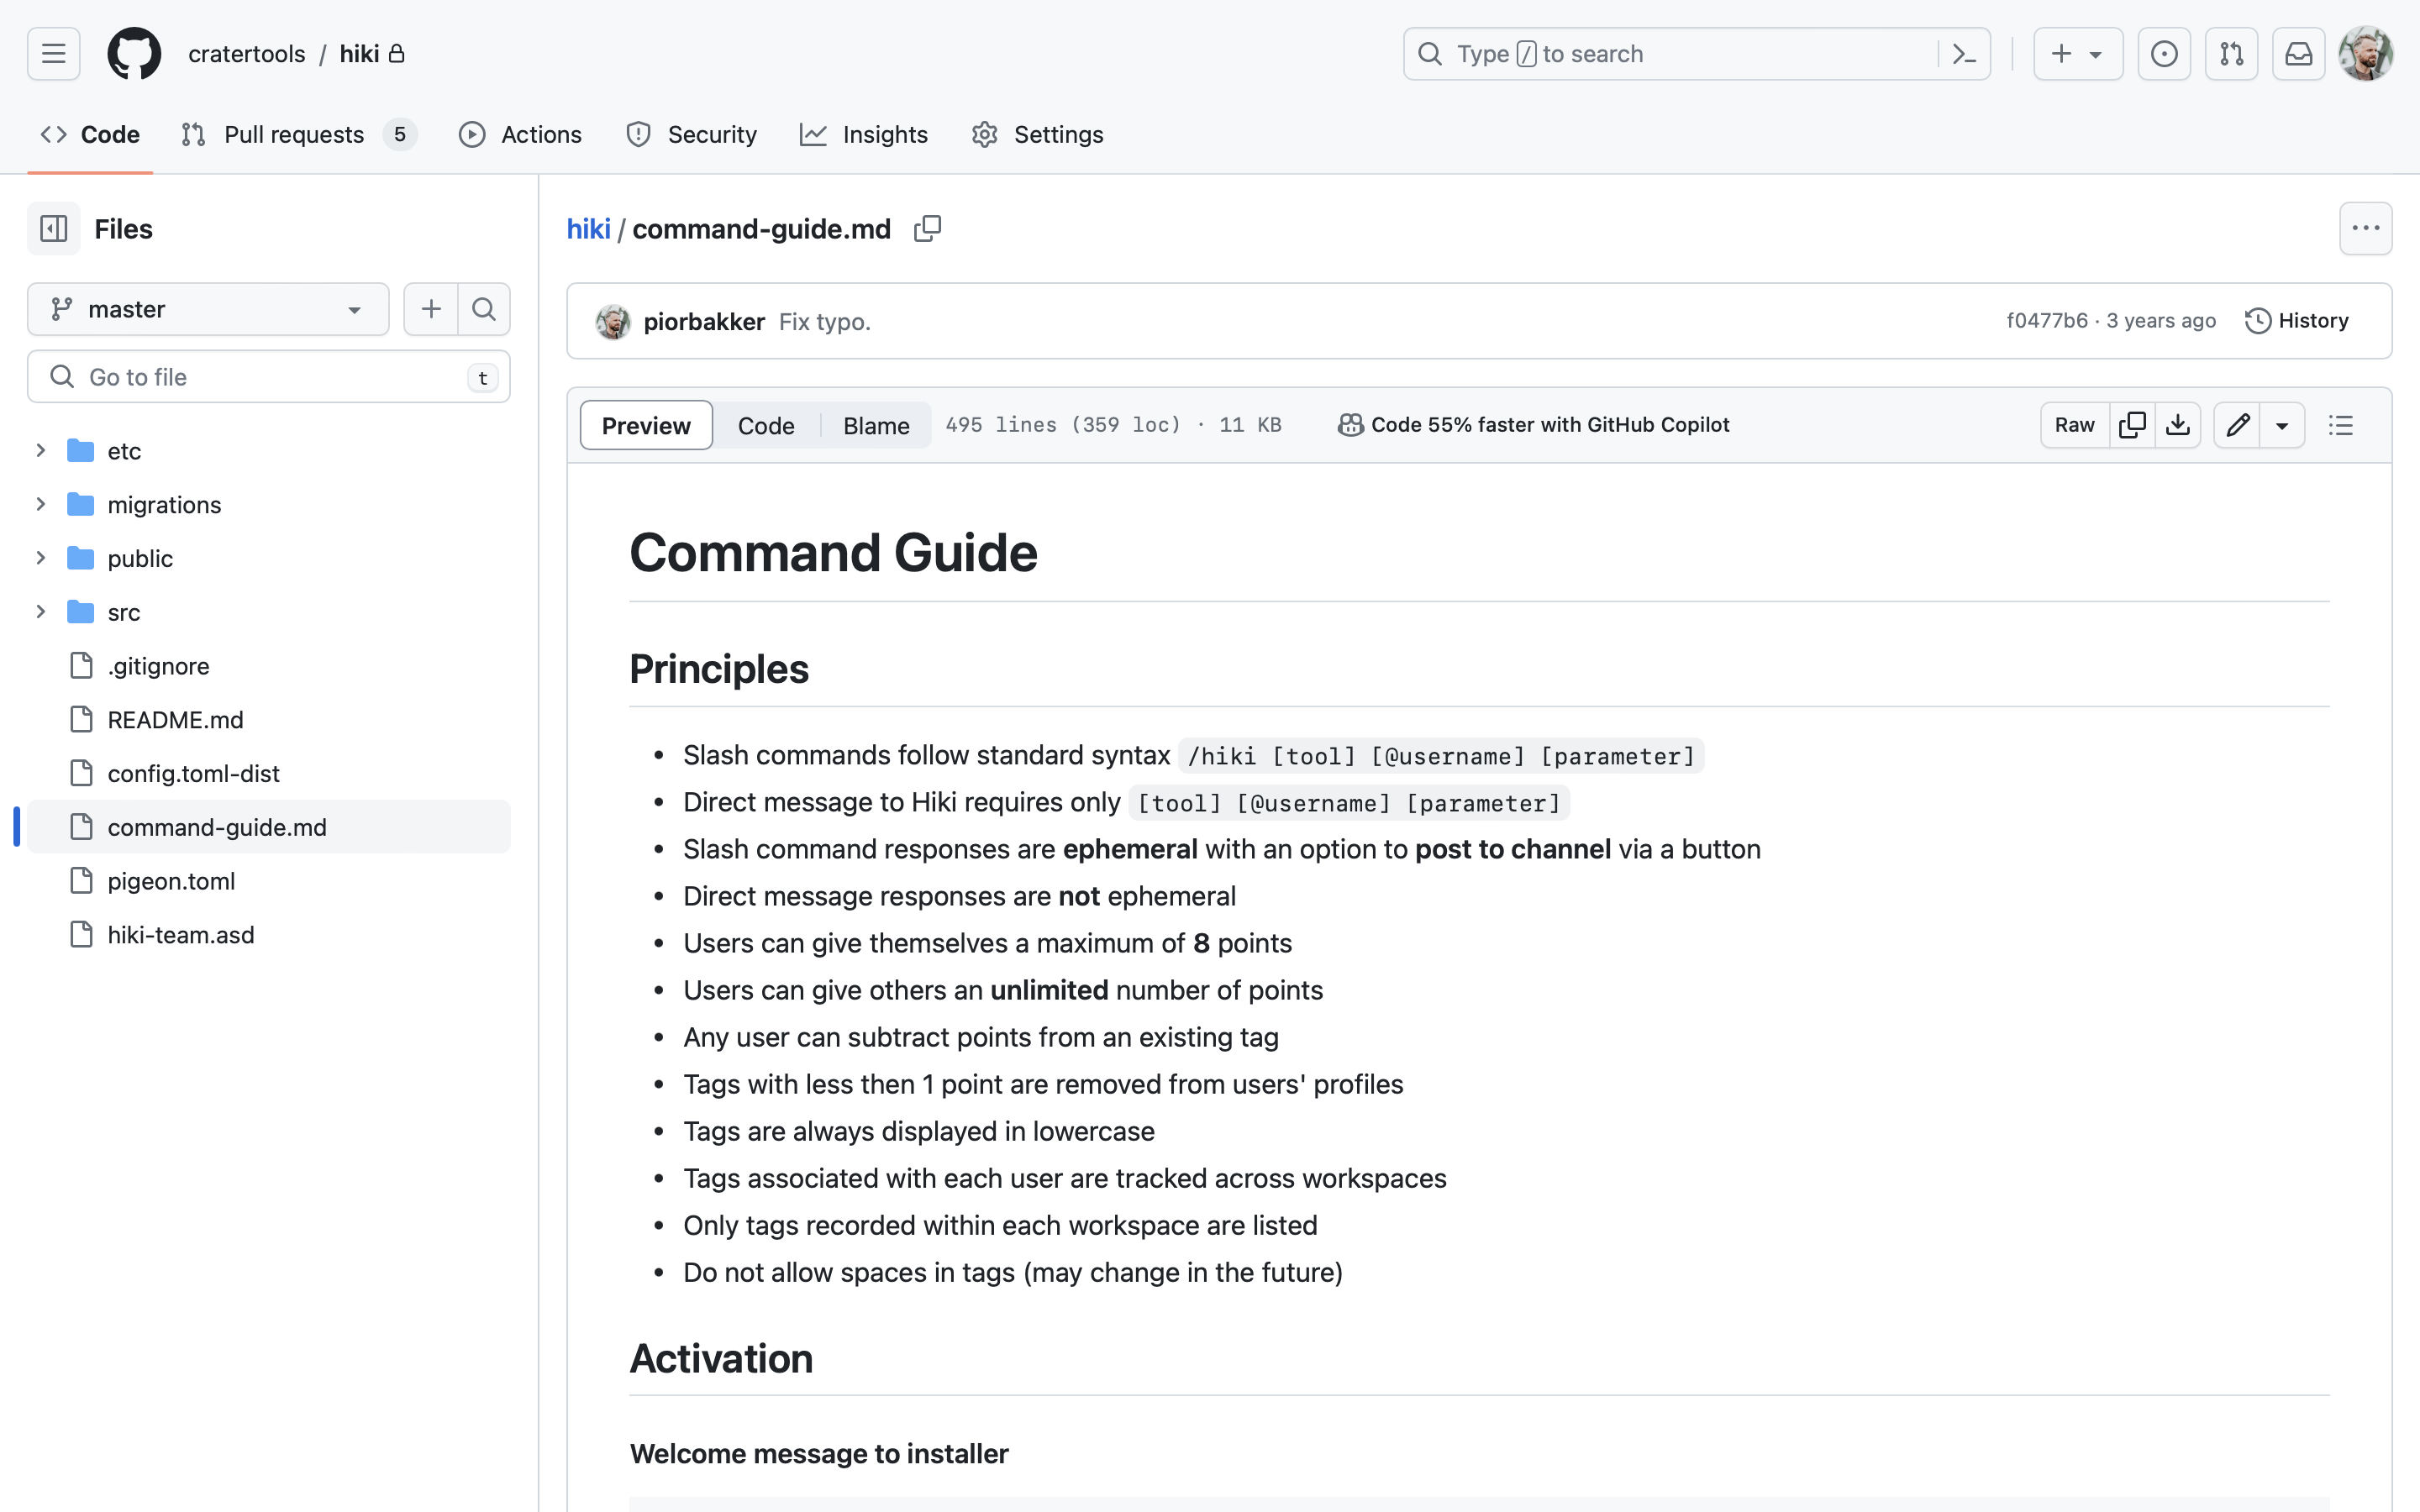 cratertools / hiki
Type / to search
Code
Pull requests 5
Actions
Security
Insights
Settings
Files
master
Go to file t
etc
migrations
public
src
.gitignore
README.md
config.toml-dist
command-guide.md
pigeon.toml
hiki-team.asd
hiki / command-guide.md
piorbakker Fix typo.
f0477b6 · 3 years ago History
Preview Code Blame 495 lines (359 loc) · 11 KB Code 55% faster with GitHub Copilot Raw
Command Guide
Principles
• Slash commands follow standard syntax /hiki [tool] [@username] [parameter]
• Direct message to Hiki requires only [tool] [@username] [parameter]
• Slash command responses are ephemeral with an option to post to channel via a button
• Direct message responses are not ephemeral
• Users can give themselves a maximum of 8 points
• Users can give others an unlimited number of points
• Any user can subtract points from an existing tag
• Tags with less then 1 point are removed from users' profiles
• Tags are always displayed in lowercase
• Tags associated with each user are tracked across workspaces
• Only tags recorded within each workspace are listed
• Do not allow spaces in tags (may change in the future)
Activation
Welcome message to installer